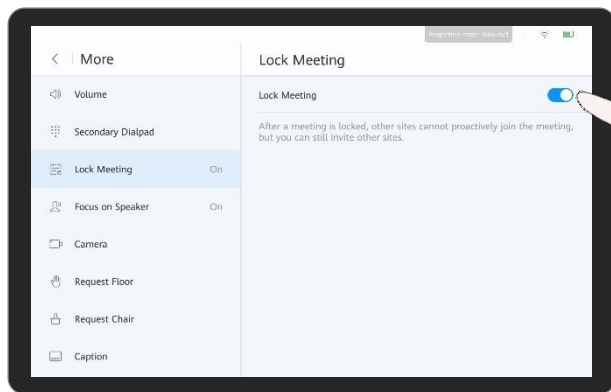 Projection code:
More
Lock Meeting
Volume
Lock Meeting
After a meeting is locked, other sites cannot proactively join the meeting,
but you can still invite other sites.
Secondary Dialpad
Lock Meeting On
Focus on Speaker On
Camera
Request Floor
Request Chair
Caption